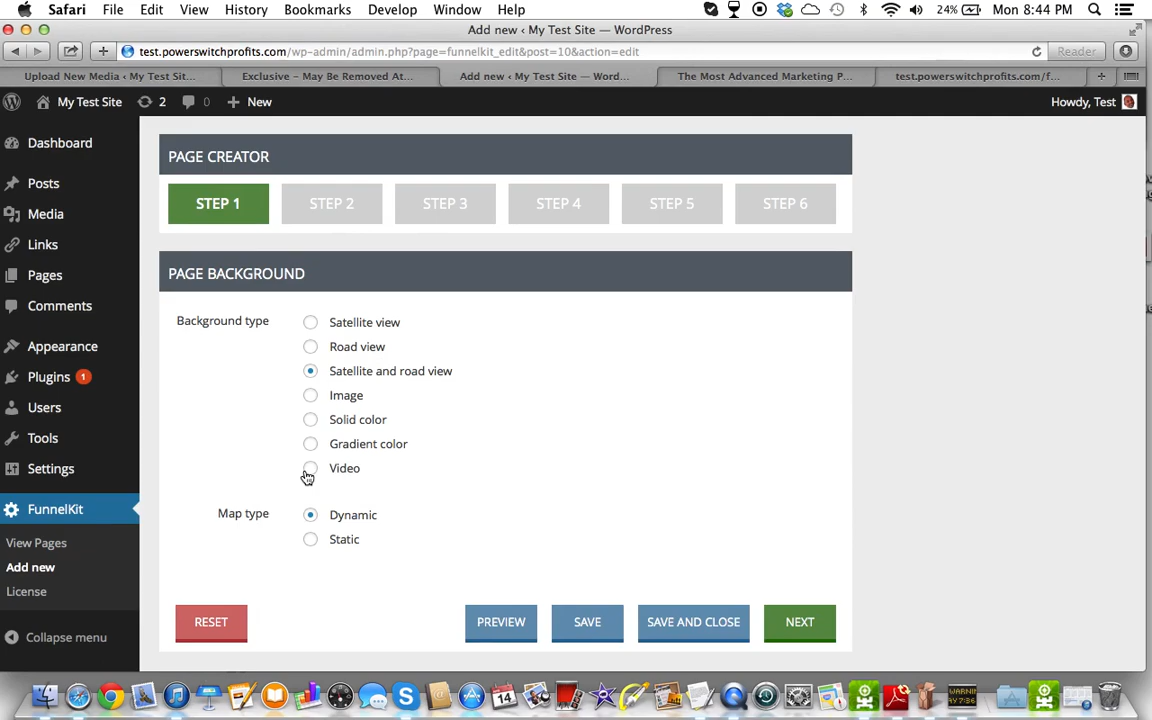 Safari File Edit View History Bookmarks Develop Window Help 24% Mon 8:44 PM
Add new ‹ My Test Site — WordPress
test.powerswitchprofits.com/wp-admin/admin.php?page=funnelkit_edit&post=10&action=edit Reader
Upload New Media ‹ My Test Sit... Exclusive – May Be Removed At... Add new ‹ My Test Site — Word... The Most Advanced Marketing P... test.powerswitchprofits.com/f...
My Test Site 2 0 New Howdy, Test
Dashboard
Posts
Media
Links
Pages
Comments
Appearance
Plugins 1
Users
Tools
Settings
FunnelKit
View Pages
Add new
License
Collapse menu
PAGE CREATOR
STEP 1 STEP 2 STEP 3 STEP 4 STEP 5 STEP 6
PAGE BACKGROUND
Background type
Satellite view
Road view
Satellite and road view
Image
Solid color
Gradient color
Video
Map type
Dynamic
Static
RESET PREVIEW SAVE SAVE AND CLOSE NEXT
14